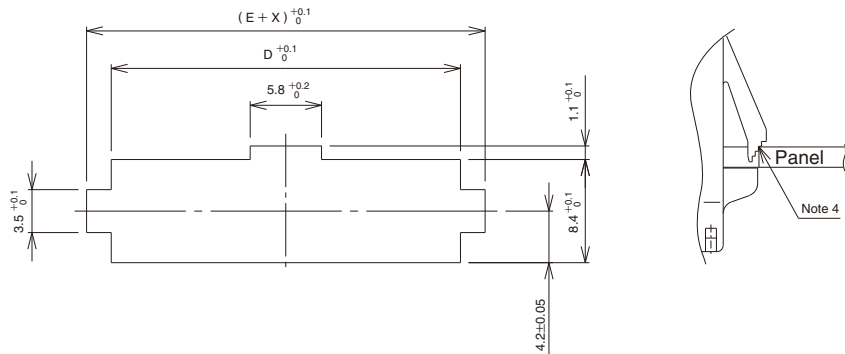 (E+X) +0.1 0
D +0.1 0
5.8 +0.2 0
1.1 +0.1 0
3.5 +0.1 0
8.4 +0.1 0
4.2±0.05
Panel
Note 4